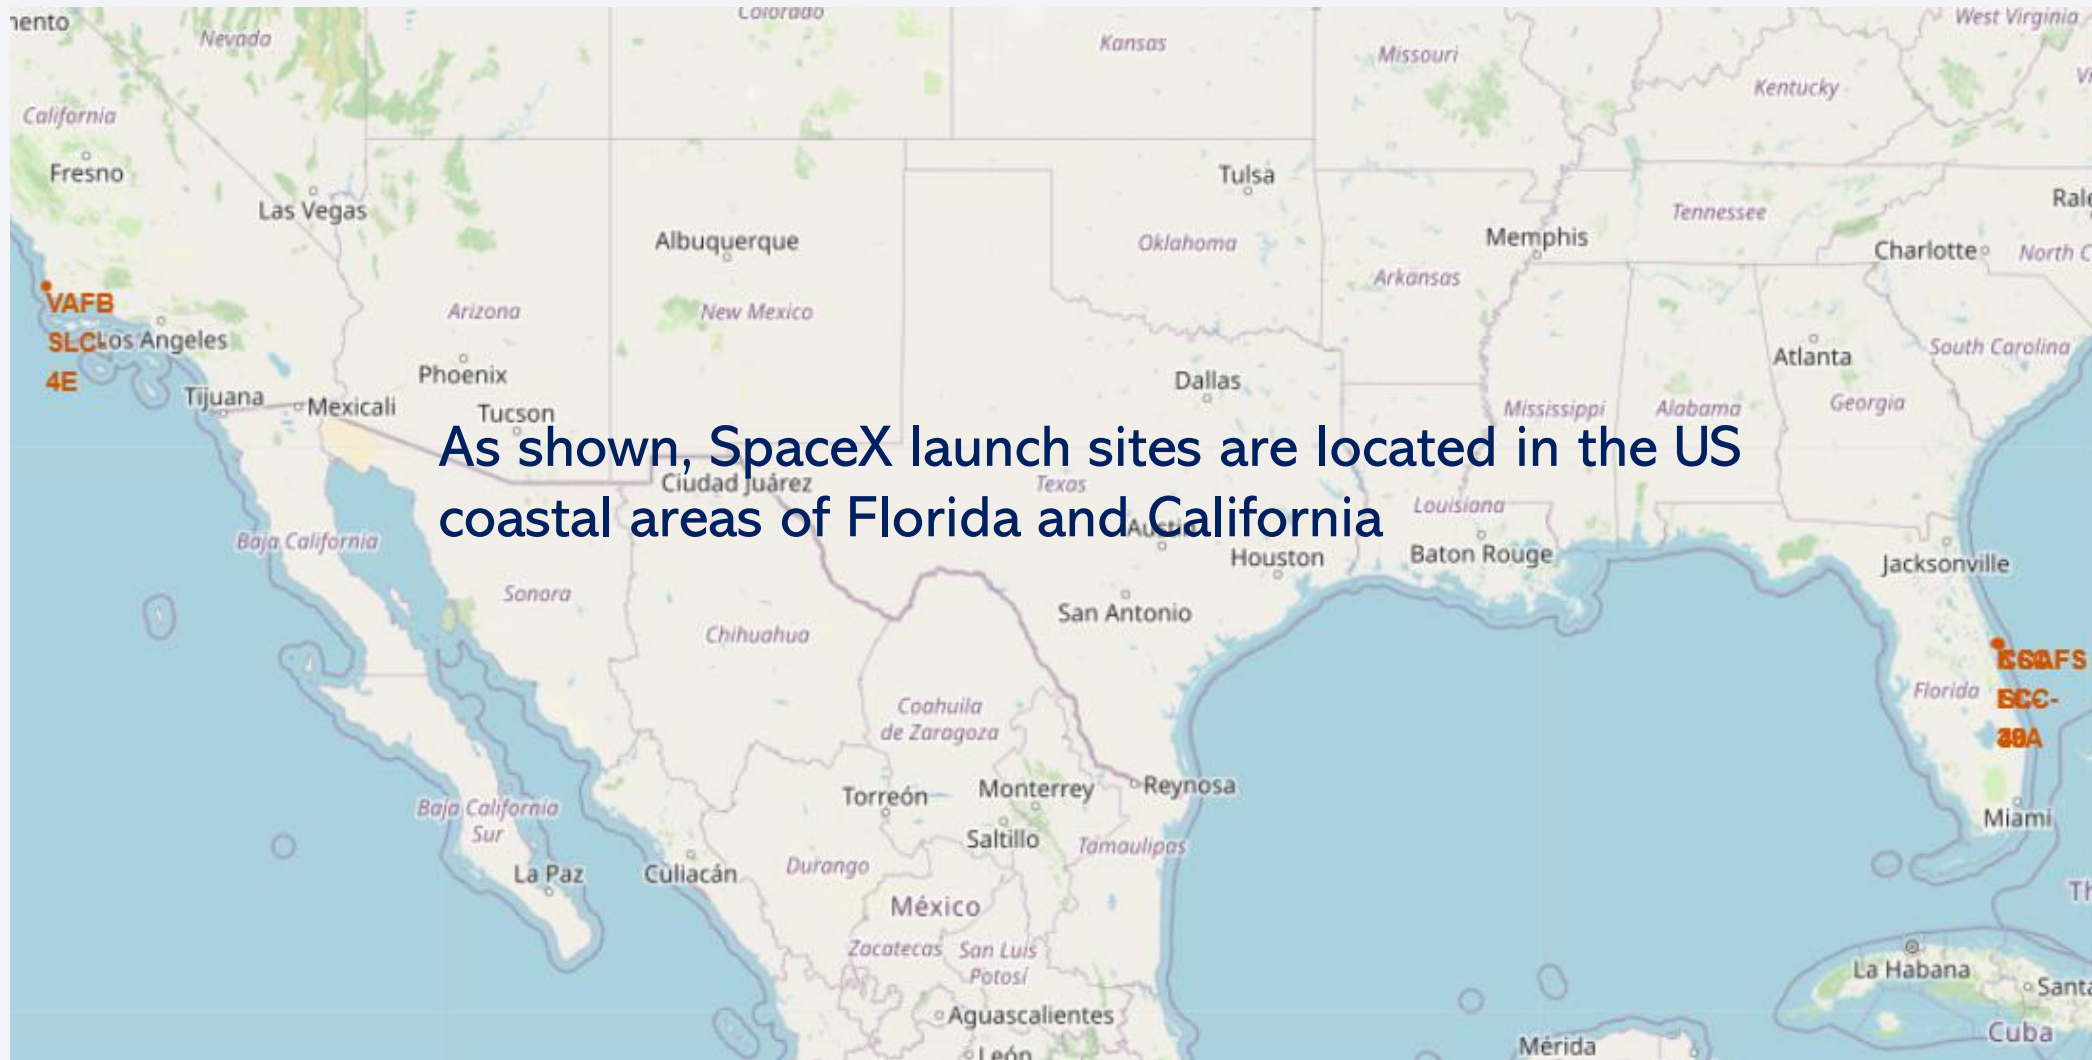 Colorado
West Virginia
Nevada
Kansas
Missouri
Kentucky
California
Fresno
Tulsa
Las Vegas
Tennessee
Albuquerque
Oklahoma
Memphis
Charlotte
North C
Arkansas
VAFB
SLC-
4E
Los Angeles
Arizona
New Mexico
Atlanta
South Carolina
Phoenix
Dallas
Tijuana
Mexicali
Tucson
Mississippi
Alabama
Georgia
As shown, SpaceX launch sites are located in the US
coastal areas of Florida and California
Ciudad Juárez
Texas
Louisiana
Austin
Baja California
Houston
Baton Rouge
Jacksonville
Sonora
San Antonio
Chihuahua
Florida
Coahuila
de Zaragoza
Torreón
Monterrey
Reynosa
Baja California
Sur
Miami
Saltillo
Tamaulipas
La Paz
Culiacán
Durango
México
Zacatecas
San Luis
Potosí
La Habana
Aguascalientes
Cuba
León
Mérida